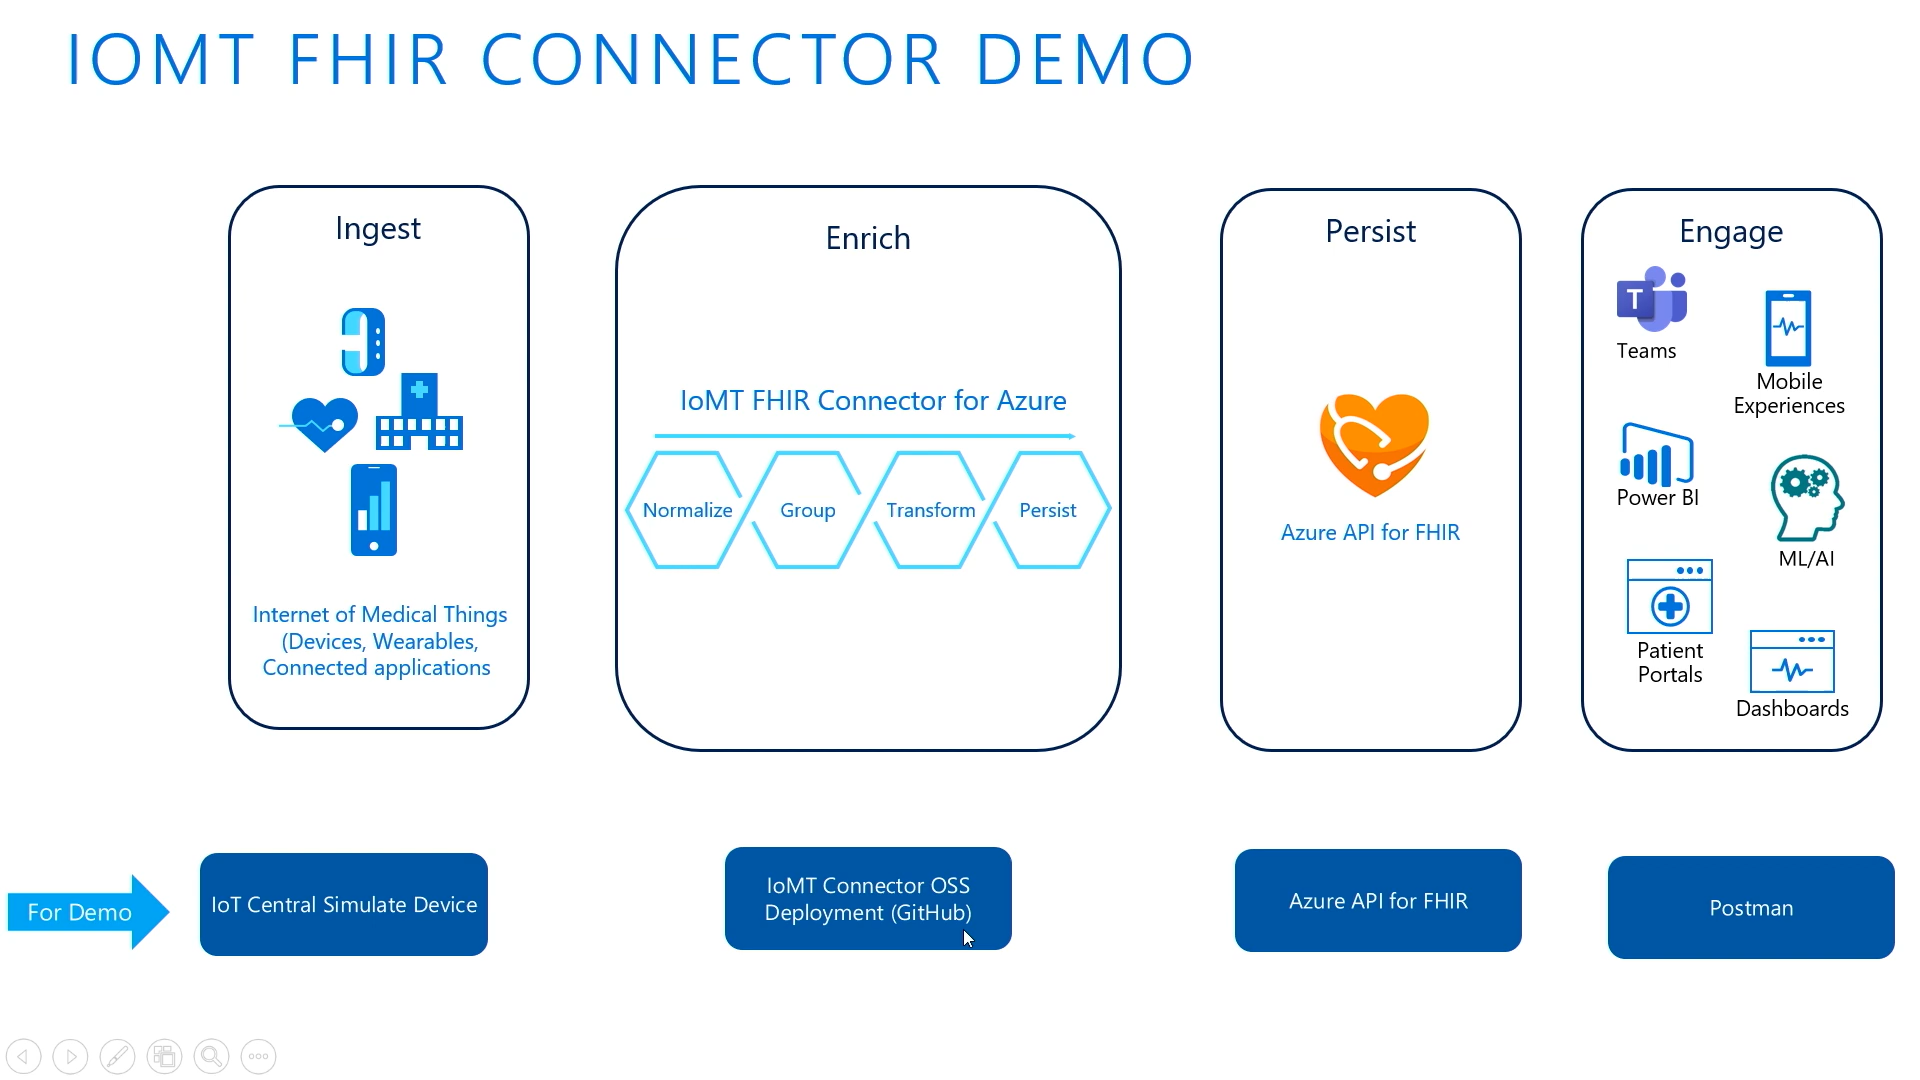 IOMT FHIR CONNECTOR DEMO
Ingest
Internet of Medical Things
(Devices, Wearables,
Connected applications
Enrich
IoMT FHIR Connector for Azure
Normalize
Group
Transform
Persist
Persist
Azure API for FHIR
Engage
T
Teams
Mobile
Experiences
Power BI
ML/AI
Patient
Portals
Dashboards
For Demo
IoT Central Simulate Device
IoMT Connector OSS
Deployment (GitHub)
Azure API for FHIR
Postman